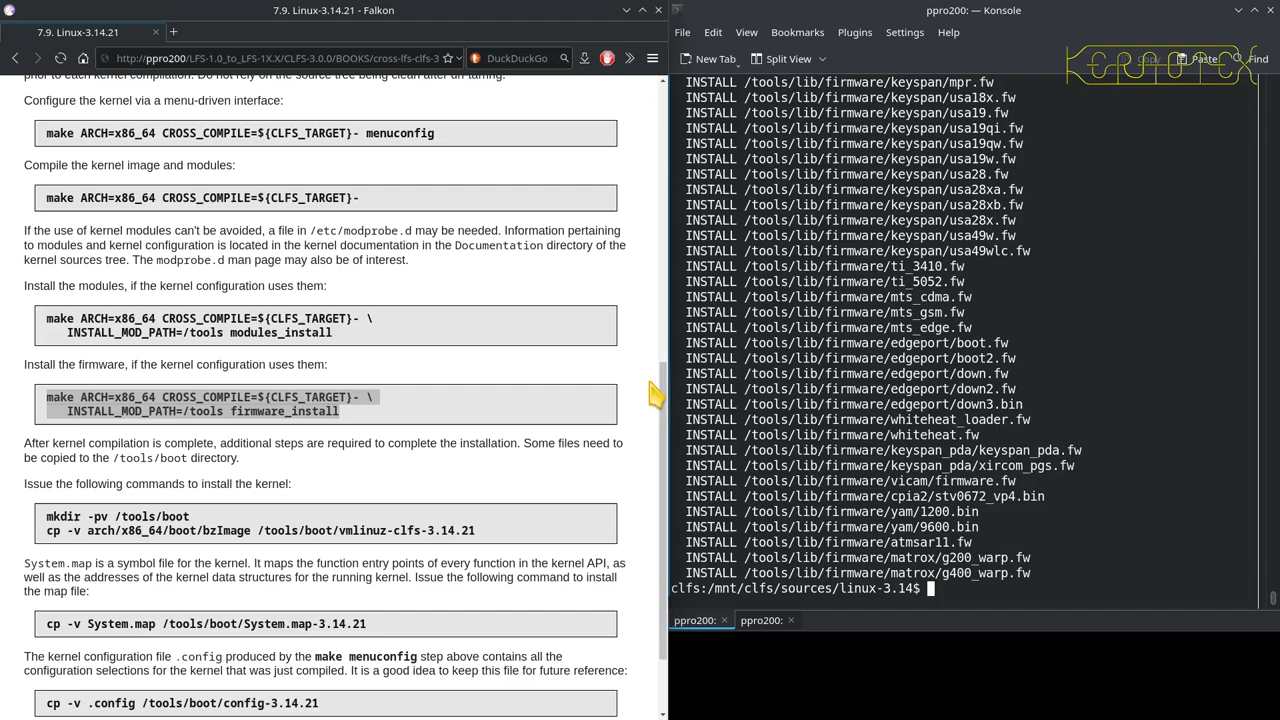 7.9. Linux-3.14.21 - Falkon
7.9. Linux-3.14.21
http://ppro200/LFS-1.0_to_LFS-1X.X/CLFS-3.0.0/BOOKS/cross-lfs-clfs-3
DuckDuckGo
prior to each kernel compilation. Do not rely on the source tree being clean after un-tarring.
Configure the kernel via a menu-driven interface:
make ARCH=x86_64 CROSS_COMPILE=${CLFS_TARGET}- menuconfig
Compile the kernel image and modules:
make ARCH=x86_64 CROSS_COMPILE=${CLFS_TARGET}-
If the use of kernel modules can't be avoided, a file in /etc/modprobe.d may be needed. Information pertaining
to modules and kernel configuration is located in the kernel documentation in the Documentation directory of the
kernel sources tree. The modprobe.d man page may also be of interest.
Install the modules, if the kernel configuration uses them:
make ARCH=x86_64 CROSS_COMPILE=${CLFS_TARGET}- \
INSTALL_MOD_PATH=/tools modules_install
Install the firmware, if the kernel configuration uses them:
make ARCH=x86_64 CROSS_COMPILE=${CLFS_TARGET}- \
INSTALL_MOD_PATH=/tools firmware_install
After kernel compilation is complete, additional steps are required to complete the installation. Some files need to
be copied to the /tools/boot directory.
Issue the following commands to install the kernel:
mkdir -pv /tools/boot
cp -v arch/x86_64/boot/bzImage /tools/boot/vmlinuz-clfs-3.14.21
System.map is a symbol file for the kernel. It maps the function entry points of every function in the kernel API, as
well as the addresses of the kernel data structures for the running kernel. Issue the following command to install
the map file:
cp -v System.map /tools/boot/System.map-3.14.21
The kernel configuration file .config produced by the make menuconfig step above contains all the
configuration selections for the kernel that was just compiled. It is a good idea to keep this file for future reference:
cp -v .config /tools/boot/config-3.14.21
ppro200: — Konsole
File Edit View Bookmarks Plugins Settings Help
New Tab Split View Copy Paste Find
INSTALL /tools/lib/firmware/keyspan/mpr.fw
INSTALL /tools/lib/firmware/keyspan/usa18x.fw
INSTALL /tools/lib/firmware/keyspan/usa19.fw
INSTALL /tools/lib/firmware/keyspan/usa19qi.fw
INSTALL /tools/lib/firmware/keyspan/usa19qw.fw
INSTALL /tools/lib/firmware/keyspan/usa19w.fw
INSTALL /tools/lib/firmware/keyspan/usa28.fw
INSTALL /tools/lib/firmware/keyspan/usa28xa.fw
INSTALL /tools/lib/firmware/keyspan/usa28xb.fw
INSTALL /tools/lib/firmware/keyspan/usa28x.fw
INSTALL /tools/lib/firmware/keyspan/usa49w.fw
INSTALL /tools/lib/firmware/keyspan/usa49wlc.fw
INSTALL /tools/lib/firmware/ti_3410.fw
INSTALL /tools/lib/firmware/ti_5052.fw
INSTALL /tools/lib/firmware/mts_cdma.fw
INSTALL /tools/lib/firmware/mts_gsm.fw
INSTALL /tools/lib/firmware/mts_edge.fw
INSTALL /tools/lib/firmware/edgeport/boot.fw
INSTALL /tools/lib/firmware/edgeport/boot2.fw
INSTALL /tools/lib/firmware/edgeport/down.fw
INSTALL /tools/lib/firmware/edgeport/down2.fw
INSTALL /tools/lib/firmware/edgeport/down3.bin
INSTALL /tools/lib/firmware/whiteheat_loader.fw
INSTALL /tools/lib/firmware/whiteheat.fw
INSTALL /tools/lib/firmware/keyspan_pda/keyspan_pda.fw
INSTALL /tools/lib/firmware/keyspan_pda/xircom_pgs.fw
INSTALL /tools/lib/firmware/vicam/firmware.fw
INSTALL /tools/lib/firmware/cpia2/stv0672_vp4.bin
INSTALL /tools/lib/firmware/yam/1200.bin
INSTALL /tools/lib/firmware/yam/9600.bin
INSTALL /tools/lib/firmware/atmsar11.fw
INSTALL /tools/lib/firmware/matrox/g200_warp.fw
INSTALL /tools/lib/firmware/matrox/g400_warp.fw
clfs:/mnt/clfs/sources/linux-3.14$
ppro200: ppro200: